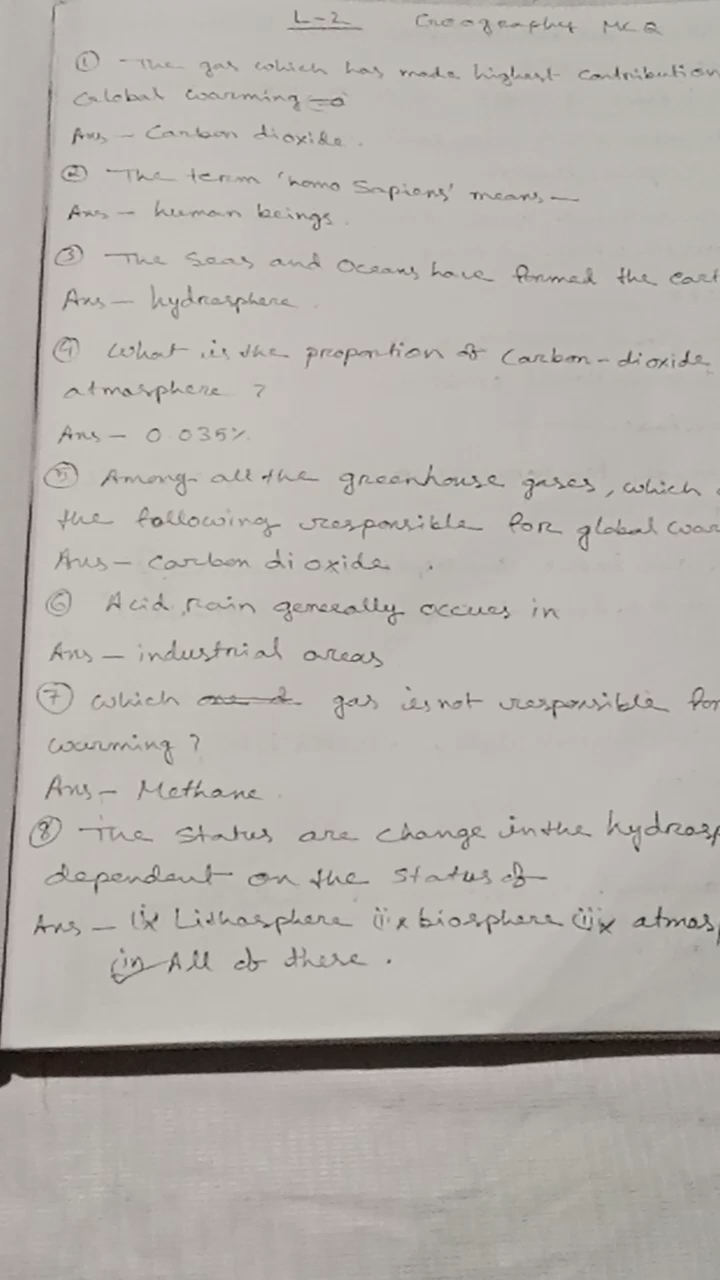 L-2 Geography MCQ
① The gas which has made highest contribution
Global warming
Ans - Carbon dioxide.
② The term 'homo sapiens' means —
Ans - human beings.
③ The seas and oceans have formed the eart
Ans - hydrosphere.
④ What is the proportion of Carbon-dioxide
atmosphere ?
Ans - 0.035%
⑤ Among all the greenhouse gases, which
the following responsible for global war
Ans - carbon dioxide .
⑥ Acid rain generally occues in
Ans - industrial areas
⑦ which gas is not responsible for
warming ?
Ans - Methane
⑧ The status are change in the hydrosp
dependent on the status of
Ans - i) x Lithosphere ii) x biosphere iii) x atmosp
iv) All of these .